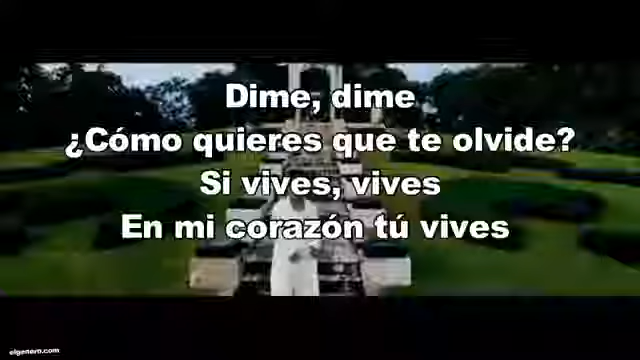 Dime, dime
¿Cómo quieres que te olvide?
Si vives, vives
En mi corazón tú vives
elgenero.com